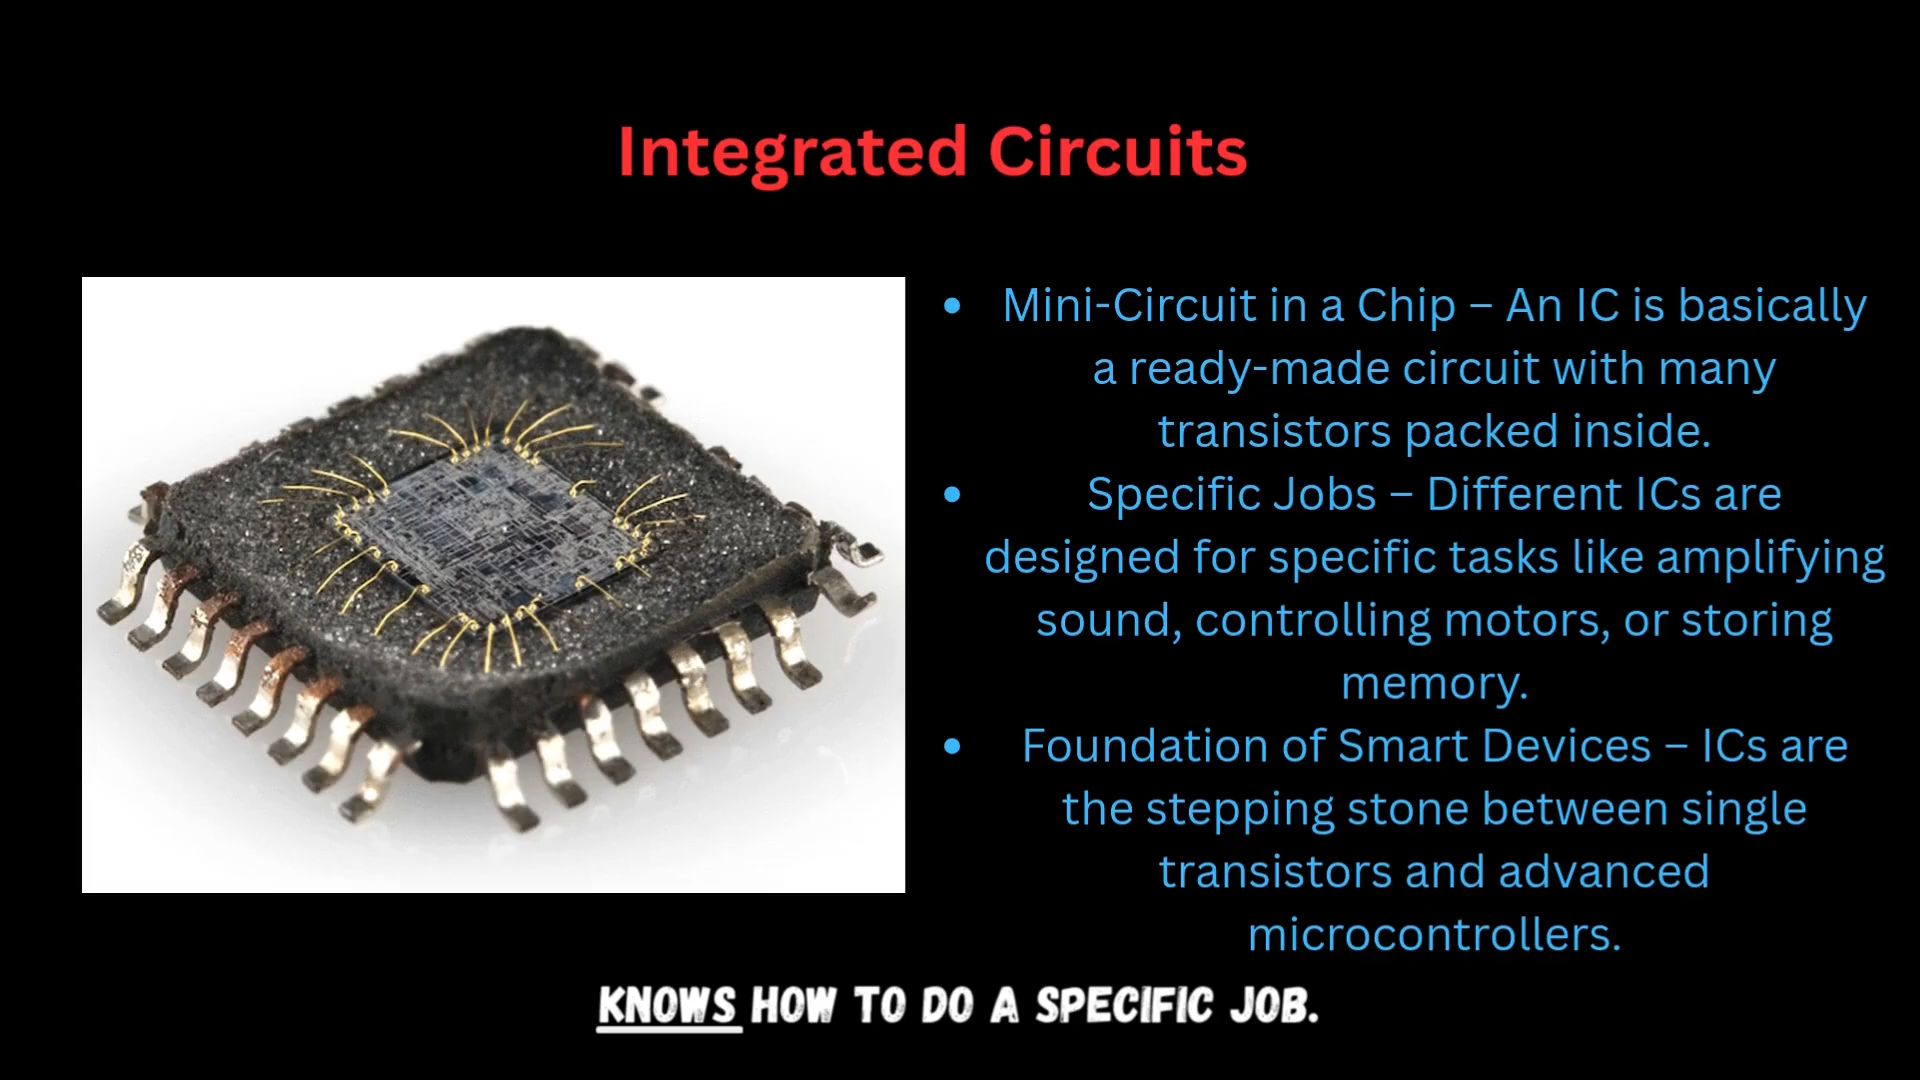 Integrated Circuits
• Mini-Circuit in a Chip – An IC is basically
a ready-made circuit with many
transistors packed inside.
• Specific Jobs – Different ICs are
designed for specific tasks like amplifying
sound, controlling motors, or storing
memory.
• Foundation of Smart Devices – ICs are
the stepping stone between single
transistors and advanced
microcontrollers.
KNOWS HOW TO DO A SPECIFIC JOB.